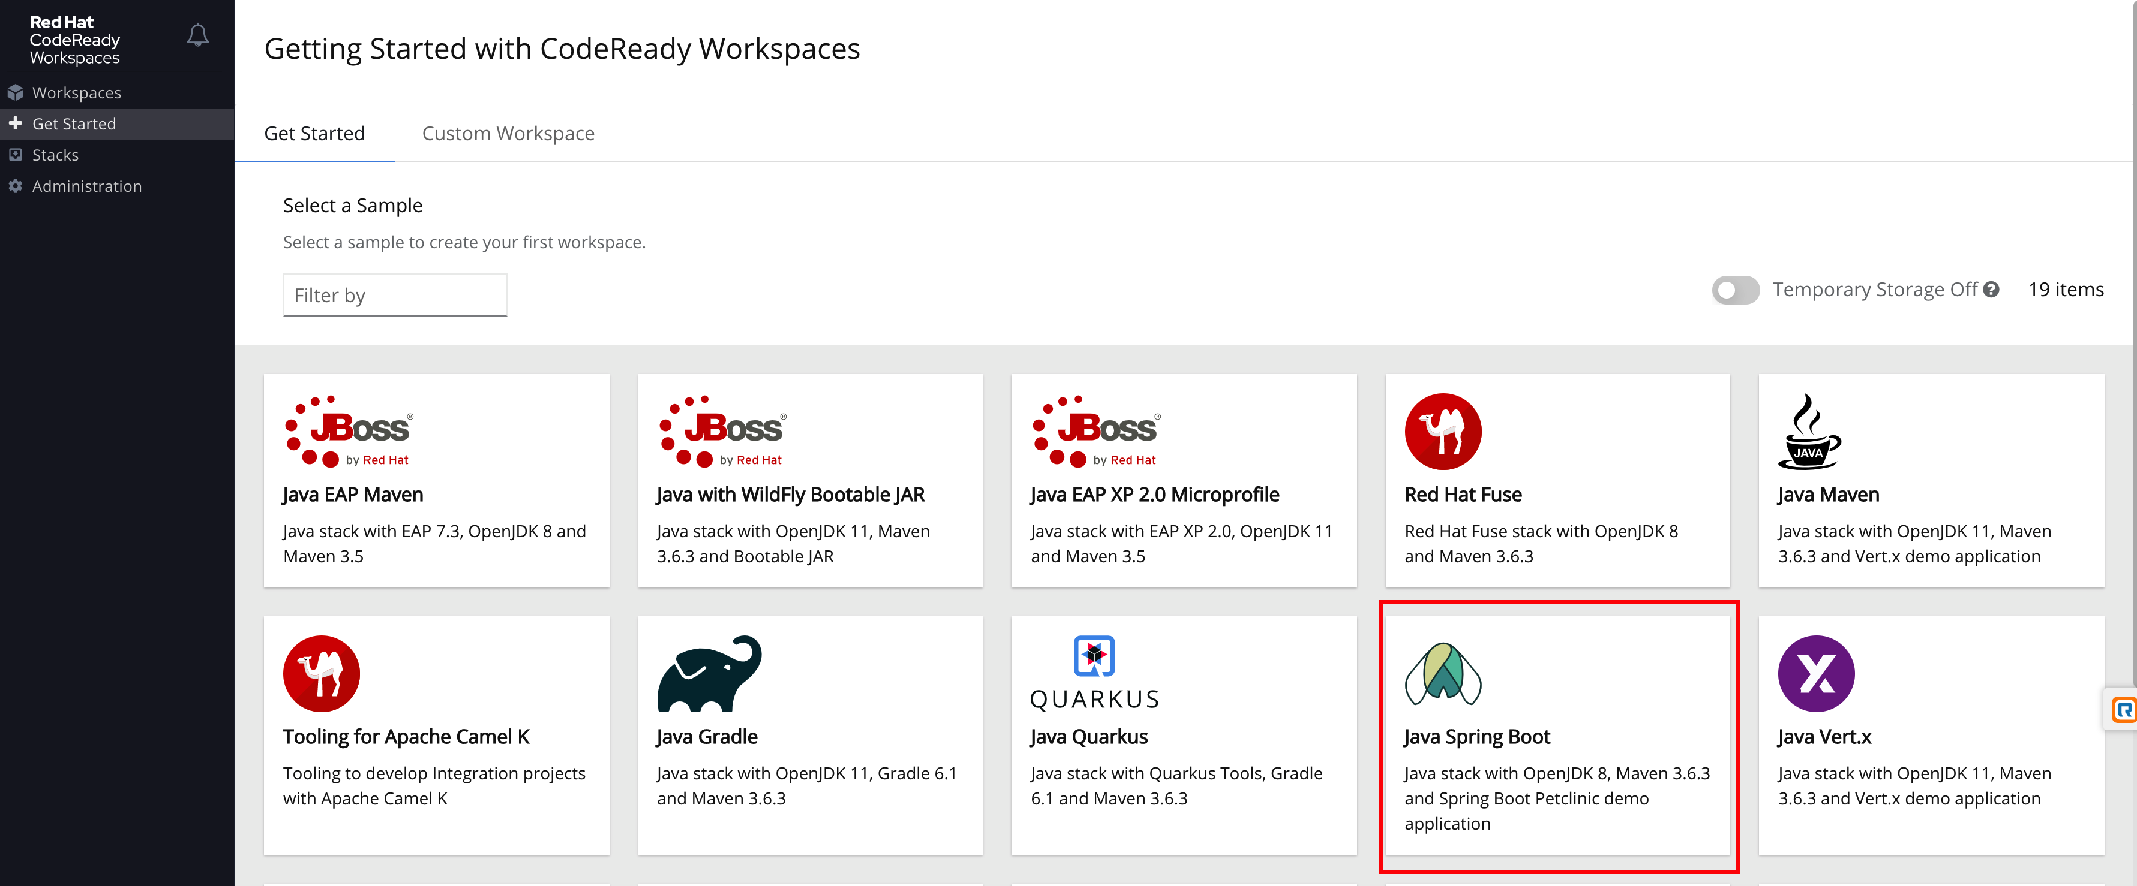 Red Hat
CodeReady
Workspaces
Workspaces
Get Started
Stacks
Administration
Getting Started with CodeReady Workspaces
Get Started
Custom Workspace
Select a Sample
Select a sample to create your first workspace.
Filter by
Temporary Storage Off
19 items
JBoss®
by Red Hat
Java EAP Maven
Java stack with EAP 7.3, OpenJDK 8 and
Maven 3.5
JBoss®
by Red Hat
Java with WildFly Bootable JAR
Java stack with OpenJDK 11, Maven
3.6.3 and Bootable JAR
JBoss®
by Red Hat
Java EAP XP 2.0 Microprofile
Java stack with EAP XP 2.0, OpenJDK 11
and Maven 3.5
Red Hat Fuse
Red Hat Fuse stack with OpenJDK 8
and Maven 3.6.3
JAVA
Java Maven
Java stack with OpenJDK 11, Maven
3.6.3 and Vert.x demo application
Tooling for Apache Camel K
Tooling to develop Integration projects
with Apache Camel K
Java Gradle
Java stack with OpenJDK 11, Gradle 6.1
and Maven 3.6.3
QUARKUS
Java Quarkus
Java stack with Quarkus Tools, Gradle
6.1 and Maven 3.6.3
Java Spring Boot
Java stack with OpenJDK 8, Maven 3.6.3
and Spring Boot Petclinic demo
application
Java Vert.x
Java stack with OpenJDK 11, Maven
3.6.3 and Vert.x demo application